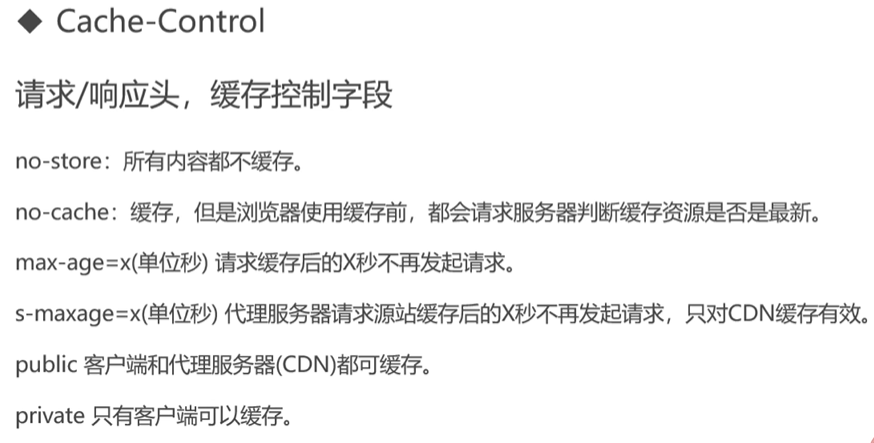 ◆ Cache-Control
请求/响应头，缓存控制字段
no-store：所有内容都不缓存。
no-cache：缓存，但是浏览器使用缓存前，都会请求服务器判断缓存资源是否是最新。
max-age=x(单位秒) 请求缓存后的X秒不再发起请求。
s-maxage=x(单位秒) 代理服务器请求源站缓存后的X秒不再发起请求，只对CDN缓存有效。
public 客户端和代理服务器(CDN)都可缓存。
private 只有客户端可以缓存。